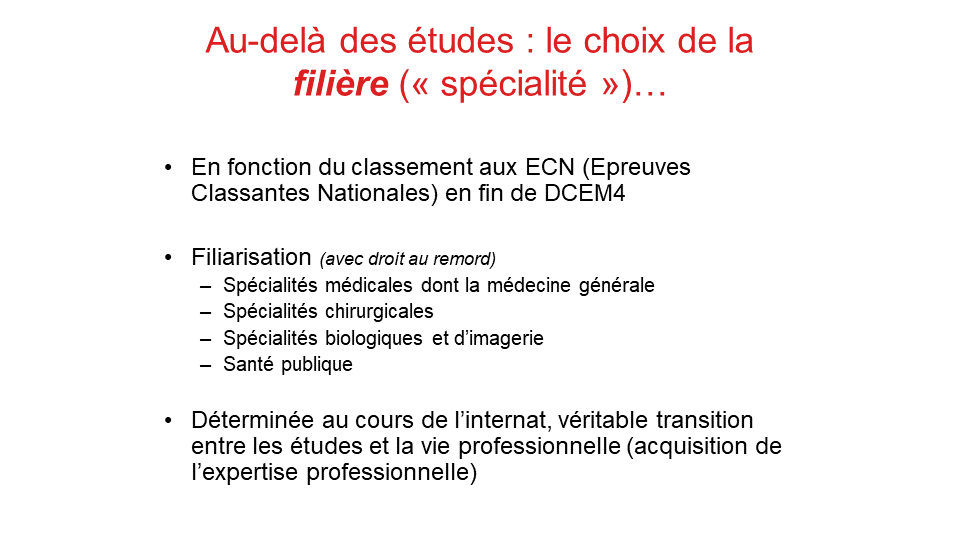 Au-delà des études : le choix de la
filière (« spécialité »)…
• En fonction du classement aux ECN (Epreuves
Classantes Nationales) en fin de DCEM4
• Filiarisation (avec droit au remord)
– Spécialités médicales dont la médecine générale
– Spécialités chirurgicales
– Spécialités biologiques et d’imagerie
– Santé publique
• Déterminée au cours de l’internat, véritable transition
entre les études et la vie professionnelle (acquisition de
l’expertise professionnelle)